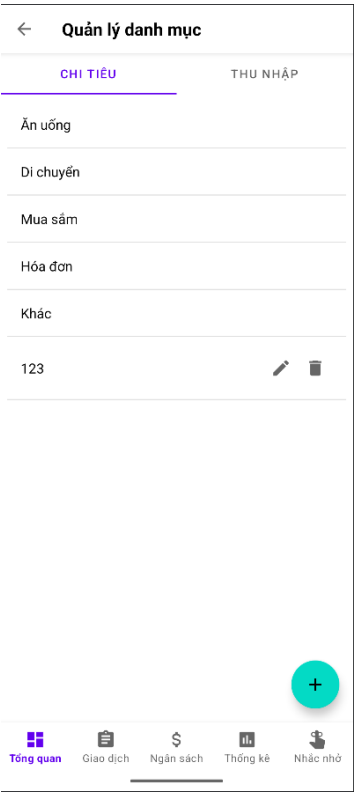 Quản lý danh mục
CHI TIÊU
THU NHẬP
Ăn uống
Di chuyển
Mua sắm
Hóa đơn
Khác
123
Tổng quan
Giao dịch
Ngân sách
Thống kê
Nhắc nhở